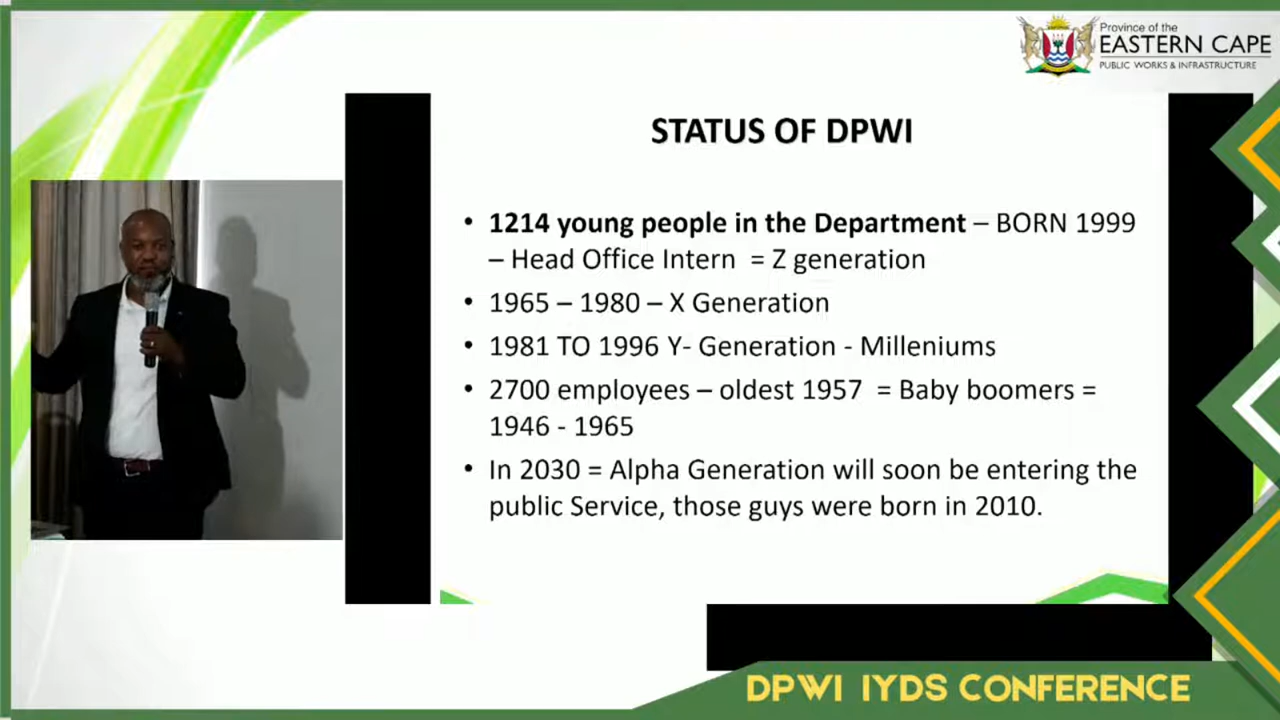 Province of the
EASTERN CAPE
PUBLIC WORKS & INFRASTRUCTURE
STATUS OF DPWI
• 1214 young people in the Department – BORN 1999
– Head Office Intern = Z generation
• 1965 – 1980 – X Generation
• 1981 TO 1996 Y- Generation - Milleniums
• 2700 employees – oldest 1957 = Baby boomers =
1946 - 1965
• In 2030 = Alpha Generation will soon be entering the
public Service, those guys were born in 2010.
DPWI IYDS CONFERENCE